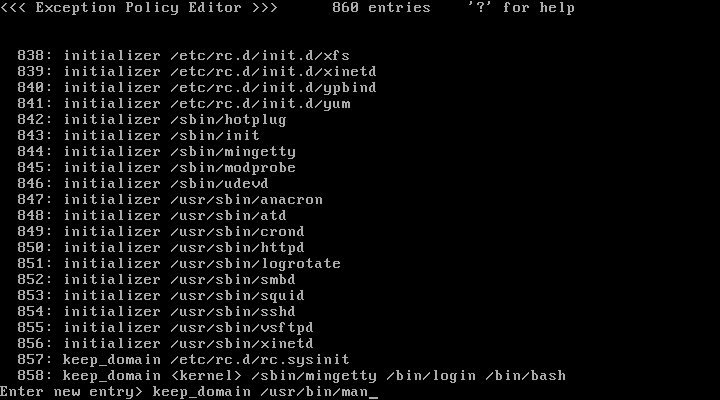 <<< Exception Policy Editor >>>      860 entries    '?' for help
838: initializer /etc/rc.d/init.d/xfs
839: initializer /etc/rc.d/init.d/xinetd
840: initializer /etc/rc.d/init.d/ypbind
841: initializer /etc/rc.d/init.d/yum
842: initializer /sbin/hotplug
843: initializer /sbin/init
844: initializer /sbin/mingetty
845: initializer /sbin/modprobe
846: initializer /sbin/udevd
847: initializer /usr/sbin/anacron
848: initializer /usr/sbin/atd
849: initializer /usr/sbin/crond
850: initializer /usr/sbin/httpd
851: initializer /usr/sbin/logrotate
852: initializer /usr/sbin/smbd
853: initializer /usr/sbin/squid
854: initializer /usr/sbin/sshd
855: initializer /usr/sbin/vsftpd
856: initializer /usr/sbin/xinetd
857: keep_domain /etc/rc.d/rc.sysinit
858: keep_domain <kernel> /sbin/mingetty /bin/login /bin/bash
Enter new entry> keep_domain /usr/bin/man_